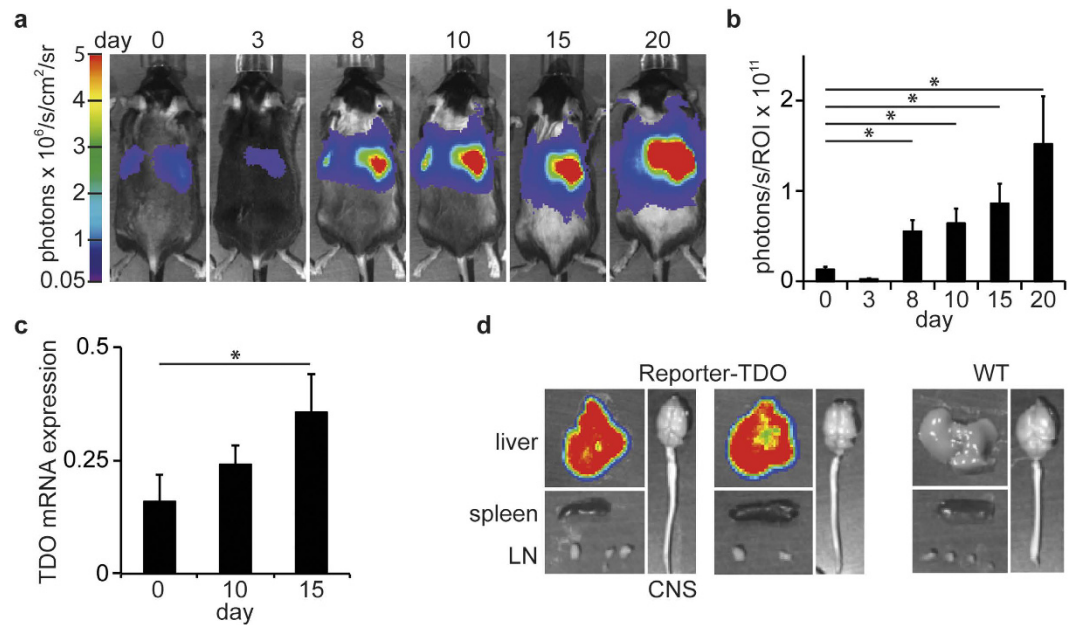 a
day 0 3 8 10 15 20
photons x 10⁶/s/cm²/sr
5
4
3
2
1
0.05
b
photons/s/ROI x 10¹¹
2
1
0
*
*
*
*
0 3 8 10 15 20
day
c
TDO mRNA expression
0.5
0.25
0
*
0 10 15
day
d
Reporter-TDO WT
liver
spleen
LN
CNS